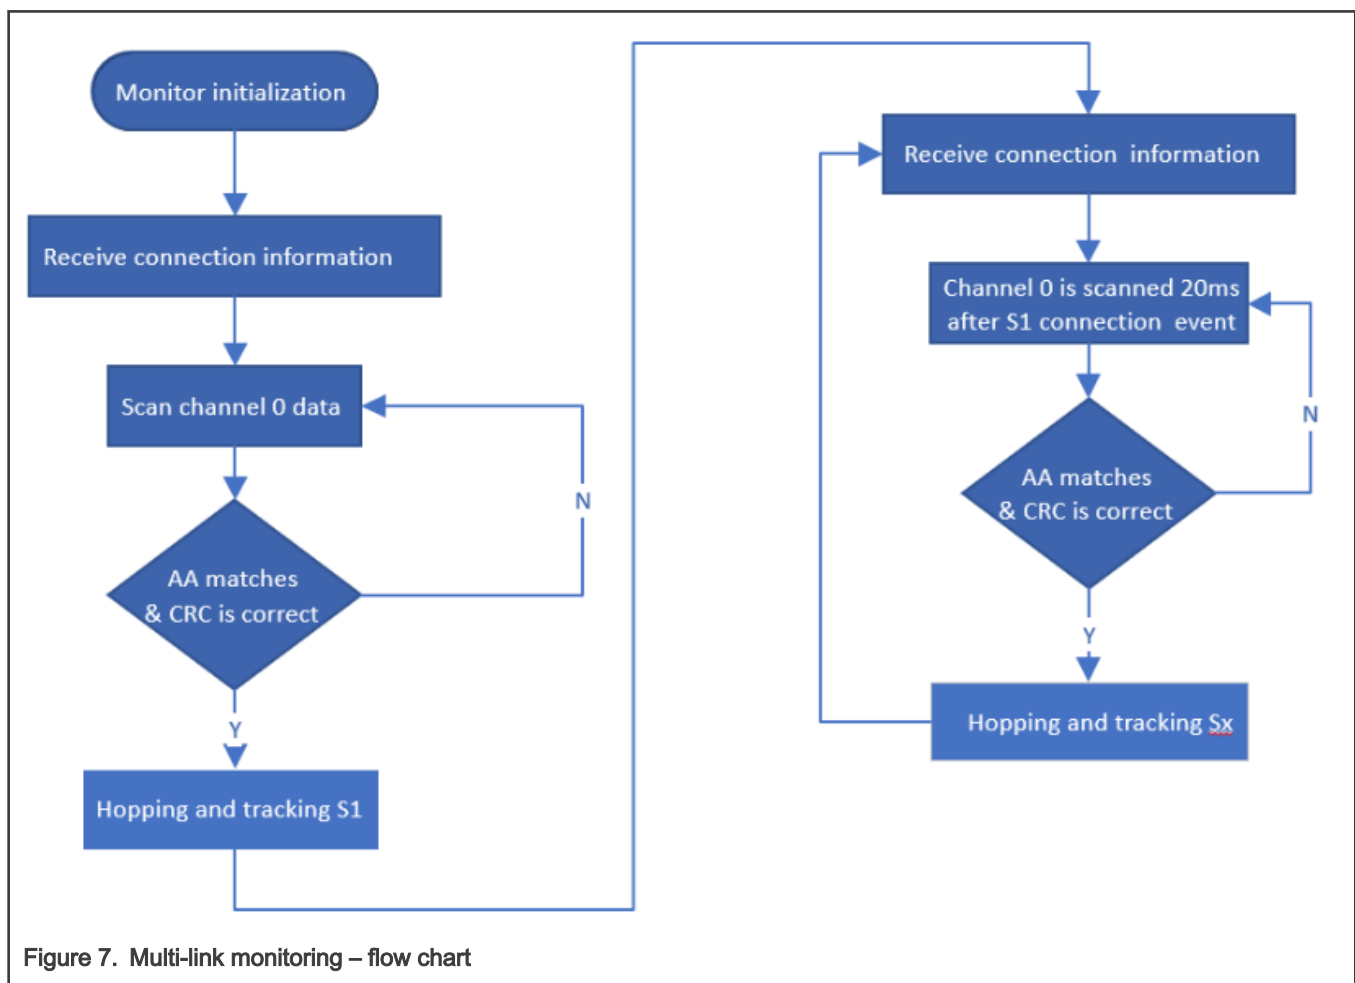 Monitor initialization
Receive connection information
Scan channel 0 data
N
AA matches
& CRC is correct
Y
Hopping and tracking S1
Receive connection information
Channel 0 is scanned 20ms
after S1 connection event
N
AA matches
& CRC is correct
Y
Hopping and tracking Sx
Figure 7. Multi-link monitoring – flow chart